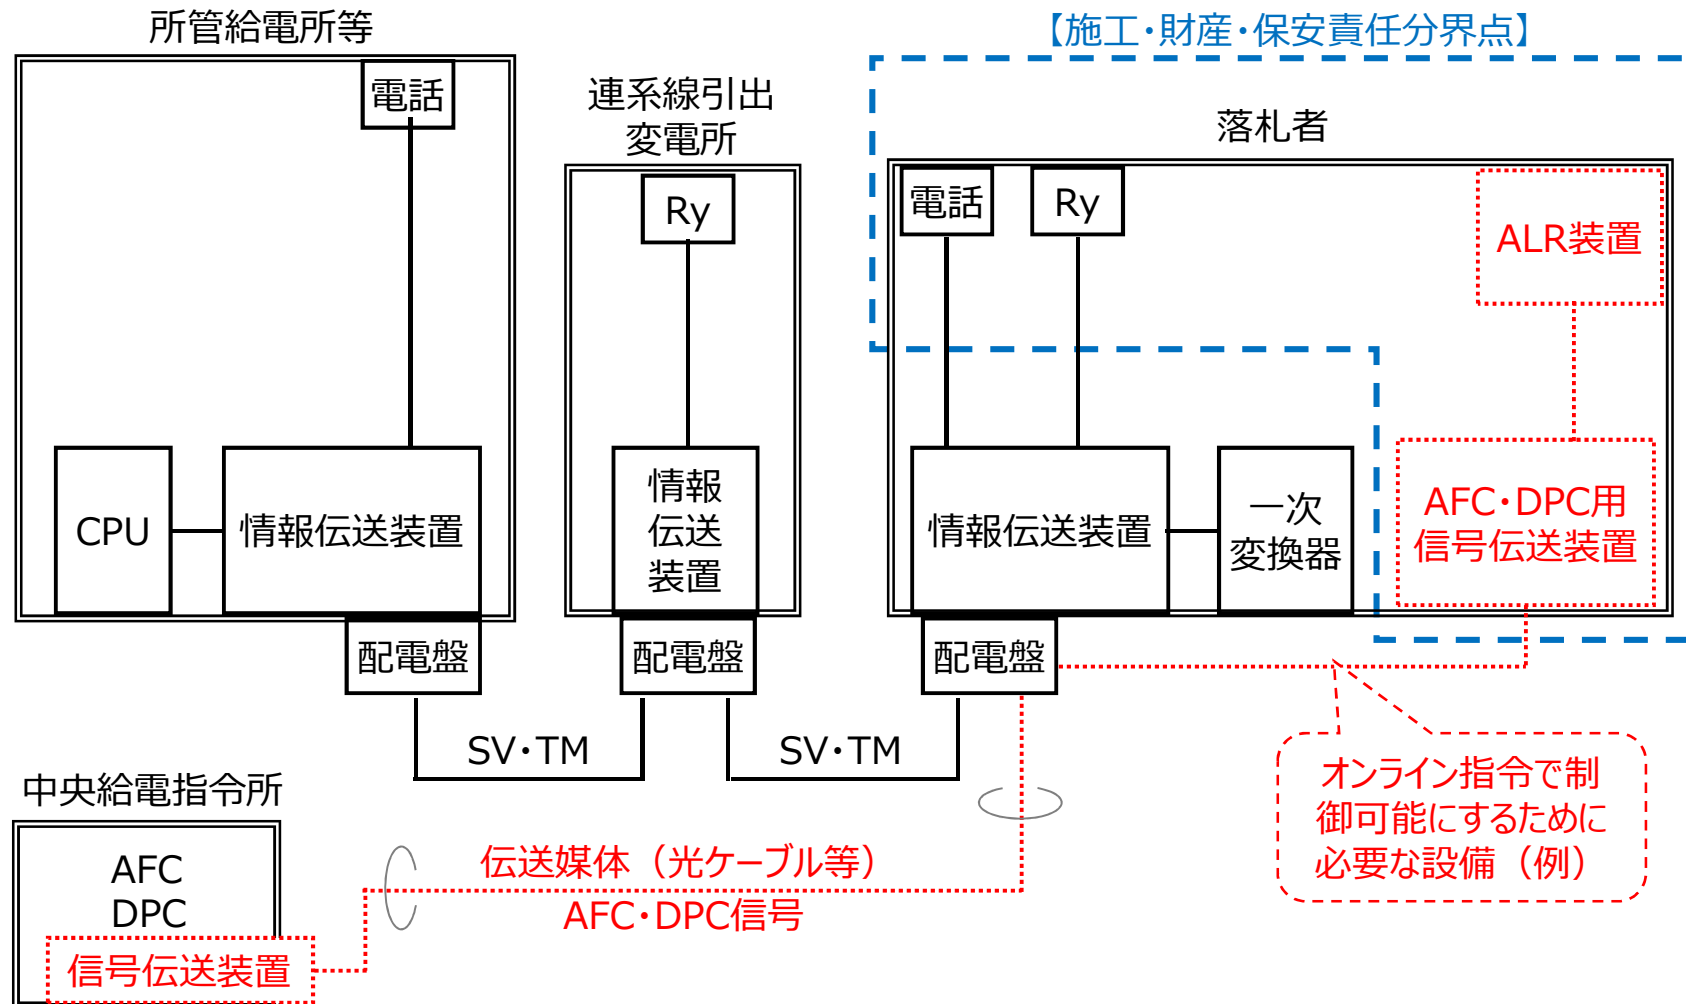 所管給電所等
電話
CPU
情報伝送装置
配電盤
連系線引出
変電所
Ry
情報
伝送
装置
配電盤
【施工・財産・保安責任分界点】
落札者
電話
Ry
ALR装置
情報伝送装置
一次
変換器
AFC・DPC用
信号伝送装置
配電盤
SV・TM
SV・TM
オンライン指令で制
御可能にするために
必要な設備（例）
中央給電指令所
AFC
DPC
信号伝送装置
伝送媒体（光ケーブル等）
AFC・DPC信号